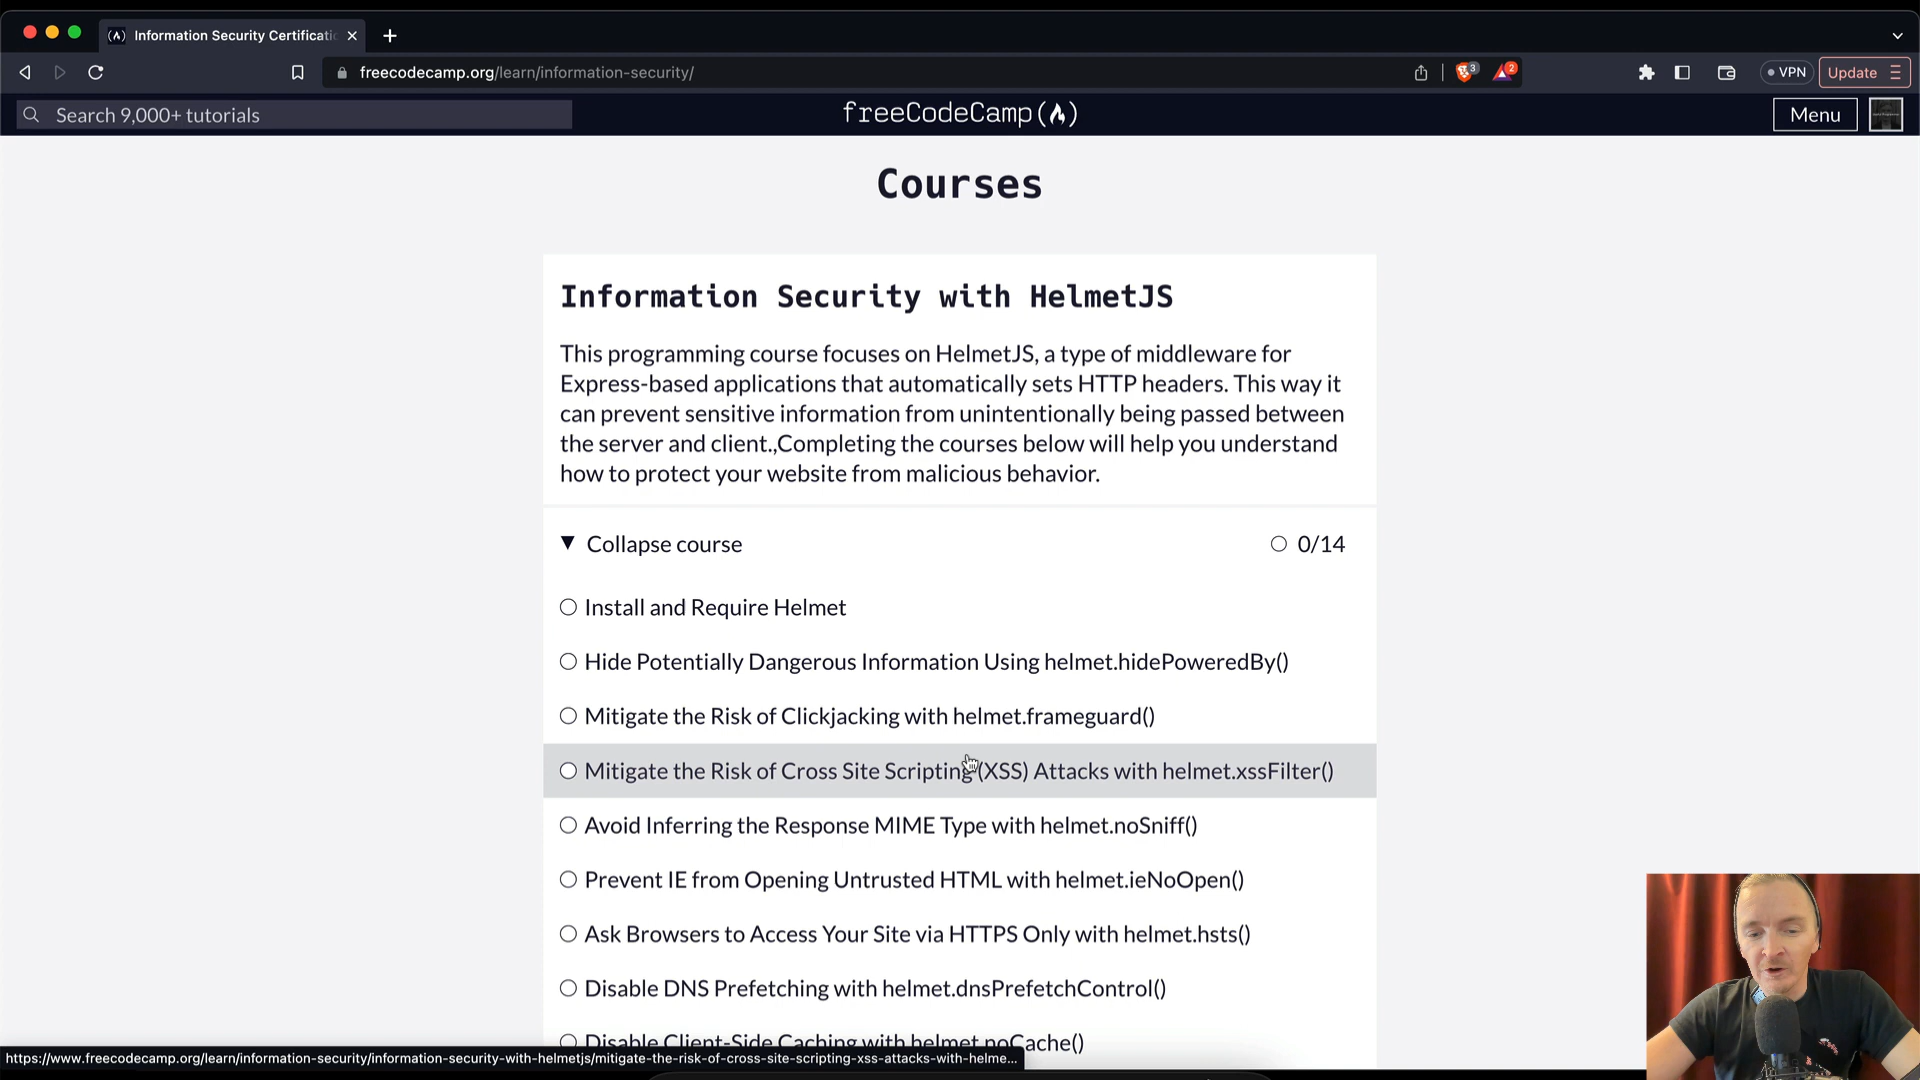 Information Security Certificati
freecodecamp.org/learn/information-security/
3
2
VPN
Update
Search 9,000+ tutorials
freeCodeCamp(
Menu
Courses
Information Security with HelmetJS
This programming course focuses on HelmetJS, a type of middleware for
Express-based applications that automatically sets HTTP headers. This way it
can prevent sensitive information from unintentionally being passed between
the server and client.,Completing the courses below will help you understand
how to protect your website from malicious behavior.
Collapse course
0/14
Install and Require Helmet
Hide Potentially Dangerous Information Using helmet.hidePoweredBy()
Mitigate the Risk of Clickjacking with helmet.frameguard()
Mitigate the Risk of Cross Site Scripting (XSS) Attacks with helmet.xssFilter()
Avoid Inferring the Response MIME Type with helmet.noSniff()
Prevent IE from Opening Untrusted HTML with helmet.ieNoOpen()
Ask Browsers to Access Your Site via HTTPS Only with helmet.hsts()
Disable DNS Prefetching with helmet.dnsPrefetchControl()
Disable Client-Side Caching with helmet.noCache()
https://www.freecodecamp.org/learn/information-security/information-security-with-helmetjs/mitigate-the-risk-of-cross-site-scripting-xss-attacks-with-helme...